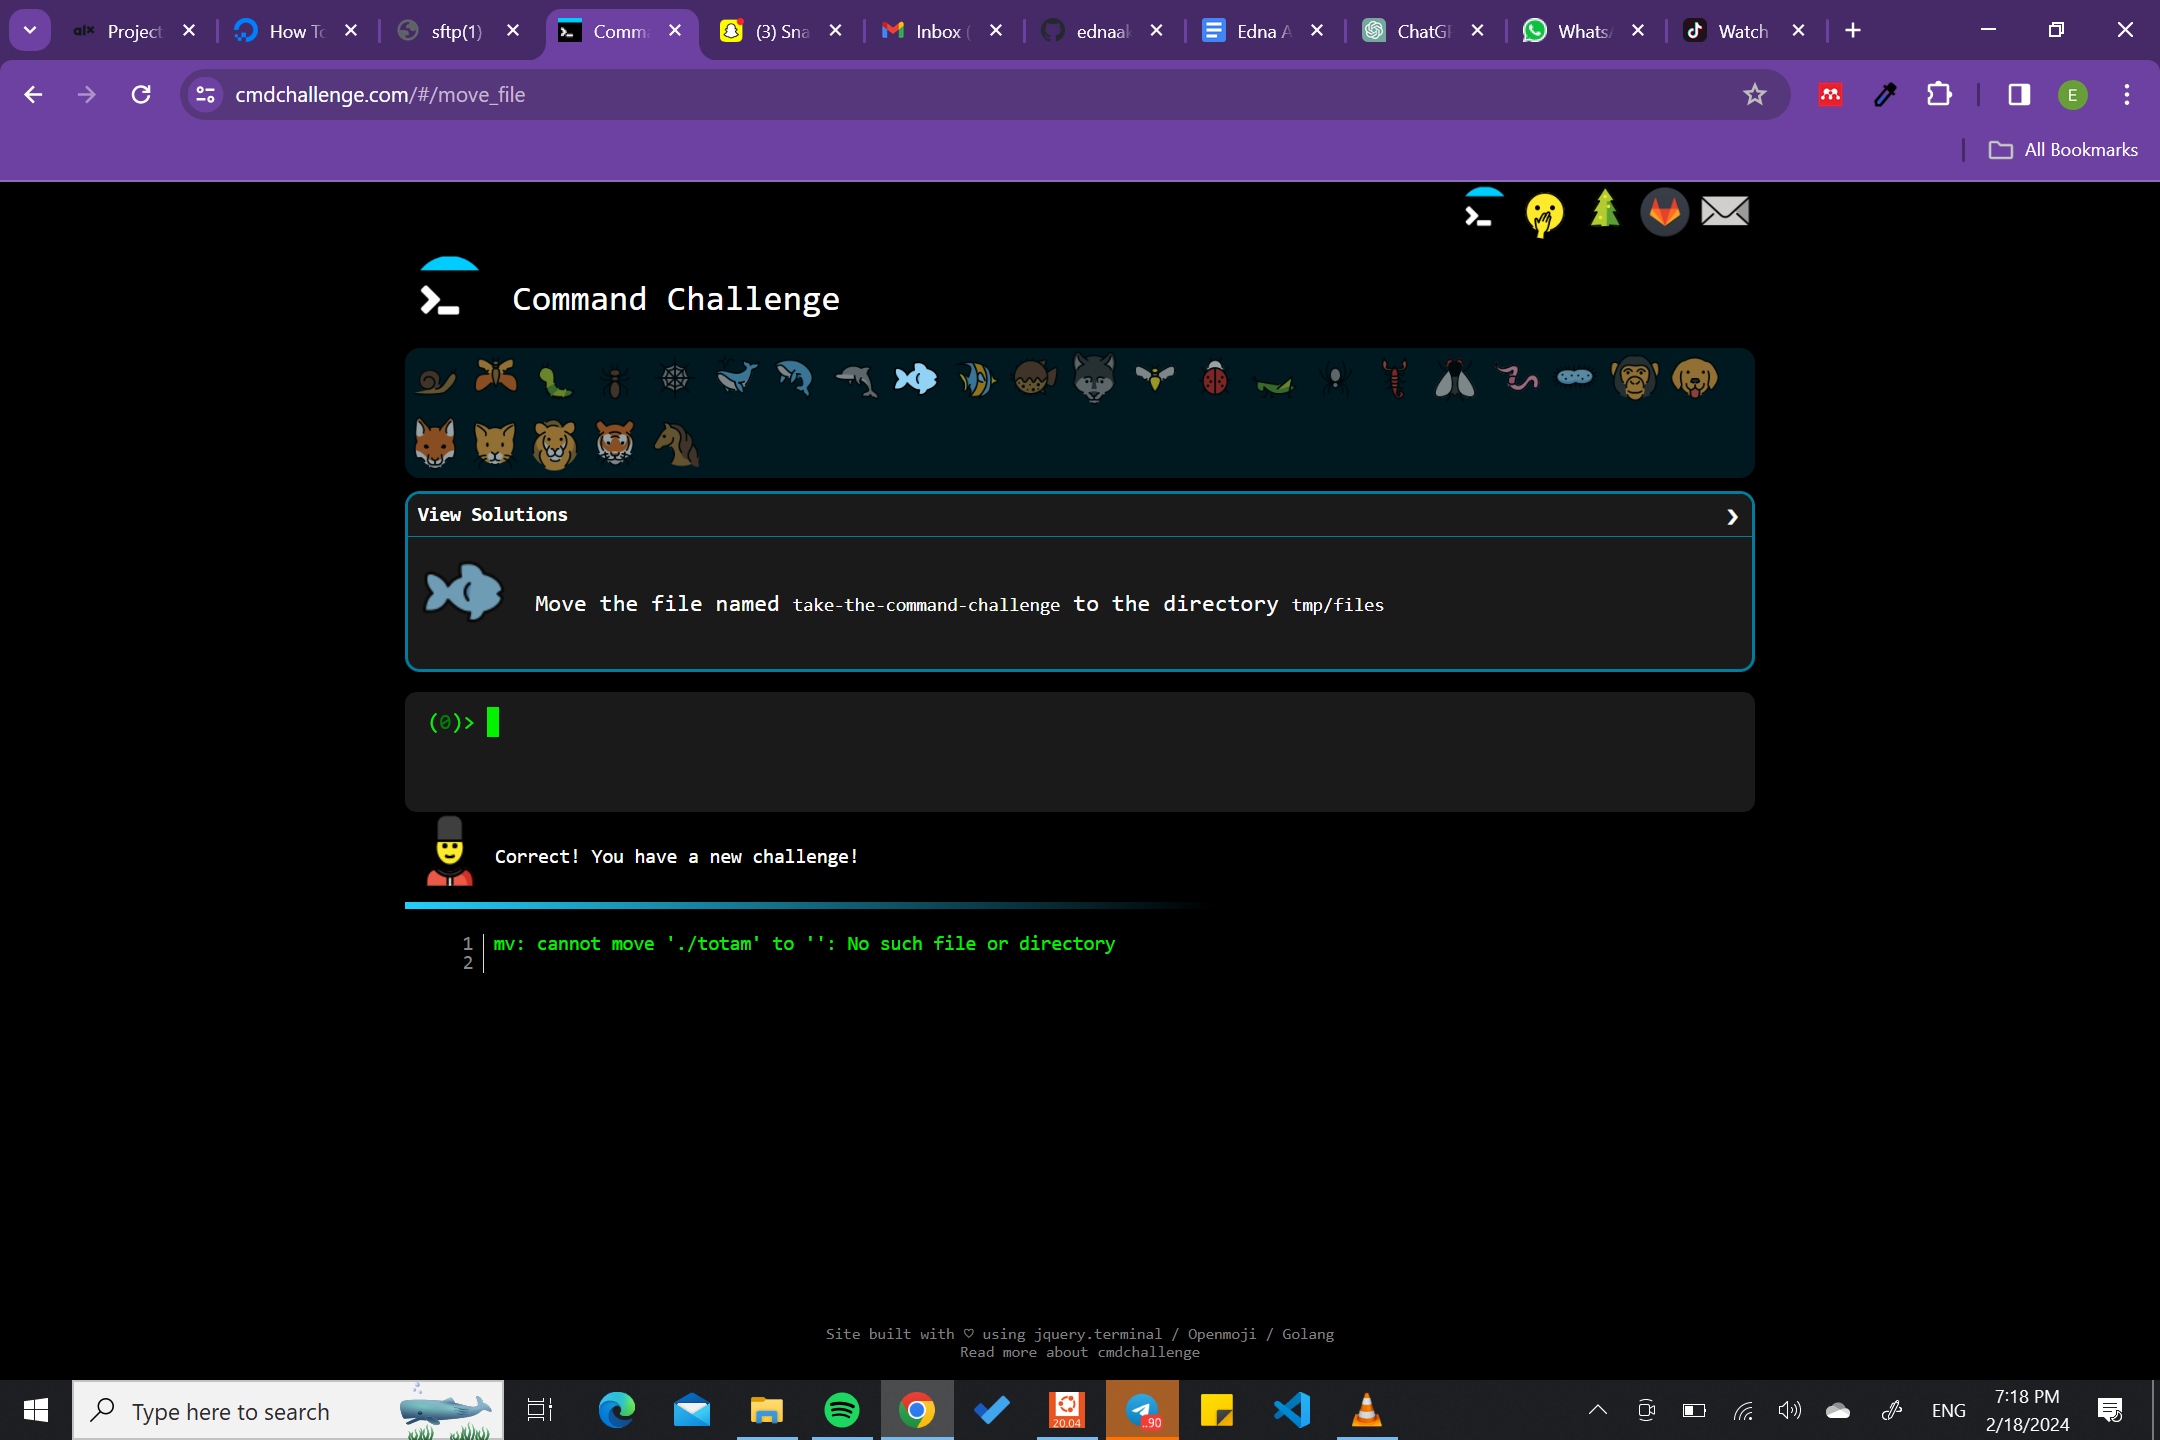 alx Project
How To
sftp(1)
Comma
(3) Sna
Inbox (
ednaak
Edna A
ChatGP
Whats
Watch
cmdchallenge.com/#/move_file
E
All Bookmarks
Command Challenge
View Solutions
Move the file named take-the-command-challenge to the directory tmp/files
(0)>
Correct! You have a new challenge!
1 mv: cannot move './totam' to '': No such file or directory
2
Site built with ♡ using jquery.terminal / Openmoji / Golang
Read more about cmdchallenge
Type here to search
20.04
..90
ENG
7:18 PM
2/18/2024